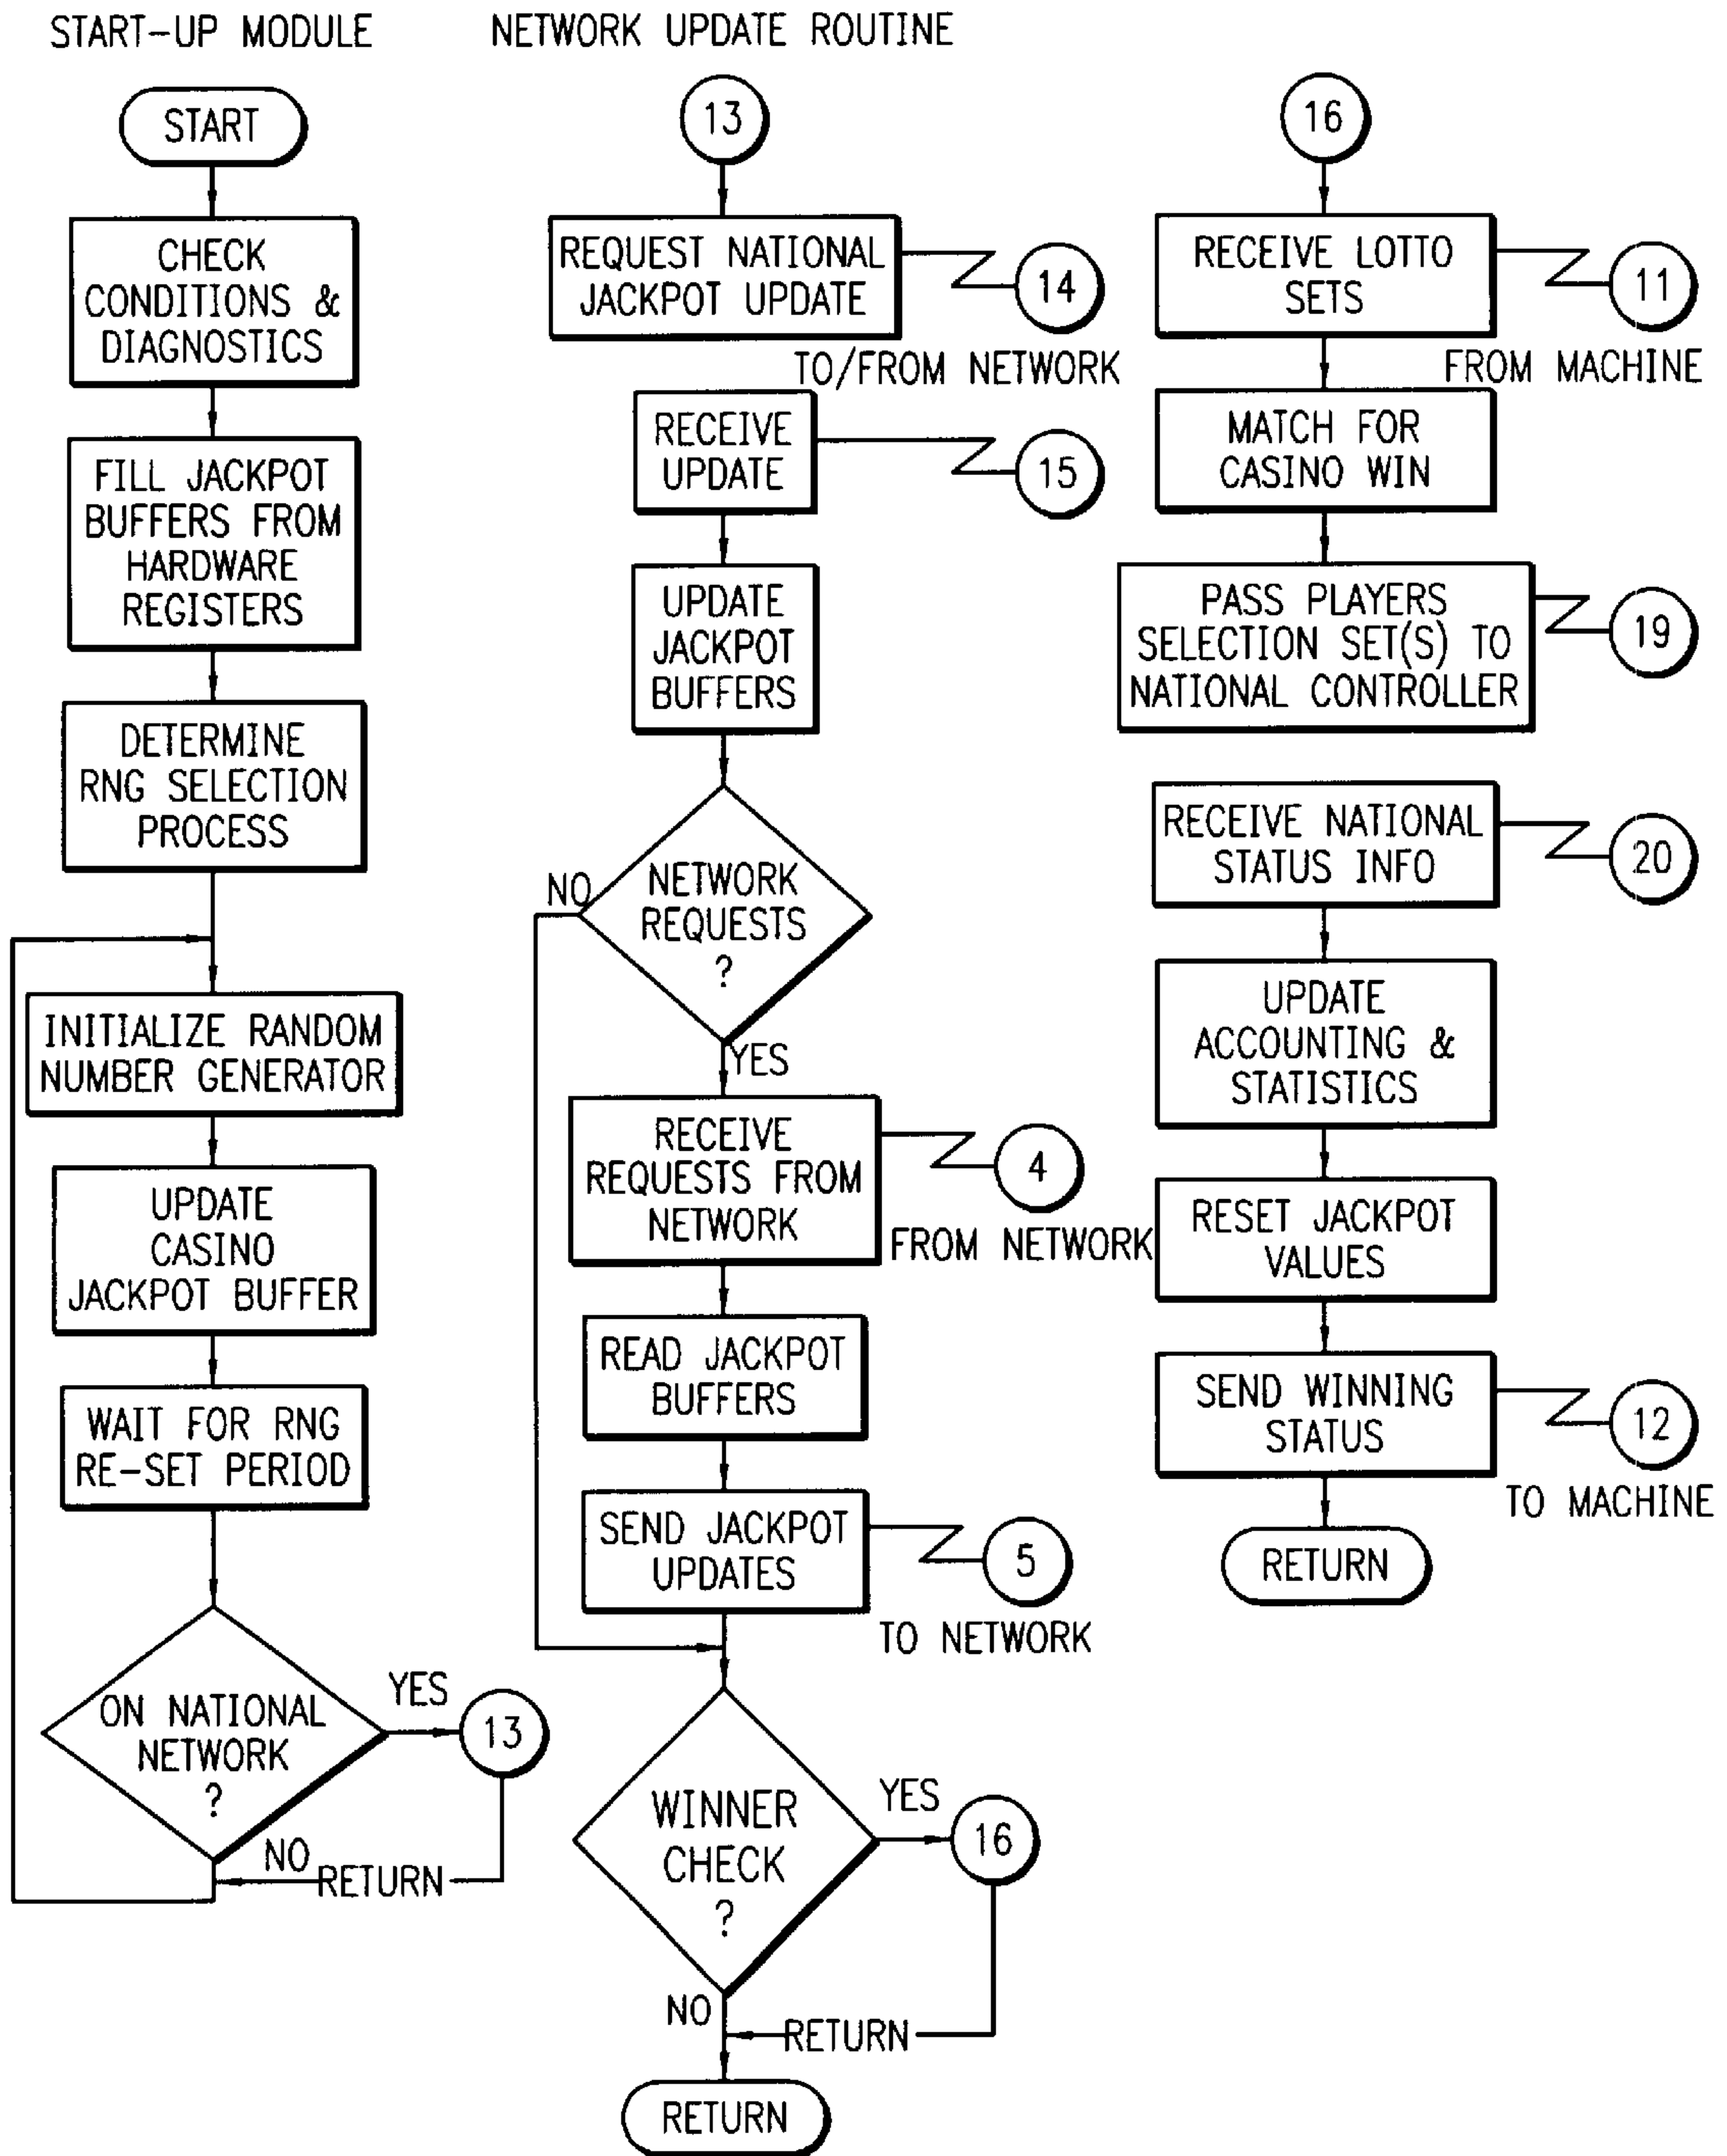 START-UP MODULE
START
CHECK
CONDITIONS &
DIAGNOSTICS
FILL JACKPOT
BUFFERS FROM
HARDWARE
REGISTERS
DETERMINE
RNG SELECTION
PROCESS
INITIALIZE RANDOM
NUMBER GENERATOR
UPDATE
CASINO
JACKPOT BUFFER
WAIT FOR RNG
RE-SET PERIOD
ON NATIONAL
NETWORK
?
YES
13
NO
RETURN
NETWORK UPDATE ROUTINE
13
REQUEST NATIONAL
JACKPOT UPDATE
14
TO/FROM NETWORK
RECEIVE
UPDATE
15
UPDATE
JACKPOT
BUFFERS
NO
NETWORK
REQUESTS
?
YES
RECEIVE
REQUESTS FROM
NETWORK
4
FROM NETWORK
READ JACKPOT
BUFFERS
SEND JACKPOT
UPDATES
5
TO NETWORK
WINNER
CHECK
?
YES
16
NO
RETURN
RETURN
16
RECEIVE LOTTO
SETS
11
FROM MACHINE
MATCH FOR
CASINO WIN
PASS PLAYERS
SELECTION SET(S) TO
NATIONAL CONTROLLER
19
RECEIVE NATIONAL
STATUS INFO
20
UPDATE
ACCOUNTING &
STATISTICS
RESET JACKPOT
VALUES
SEND WINNING
STATUS
12
TO MACHINE
RETURN